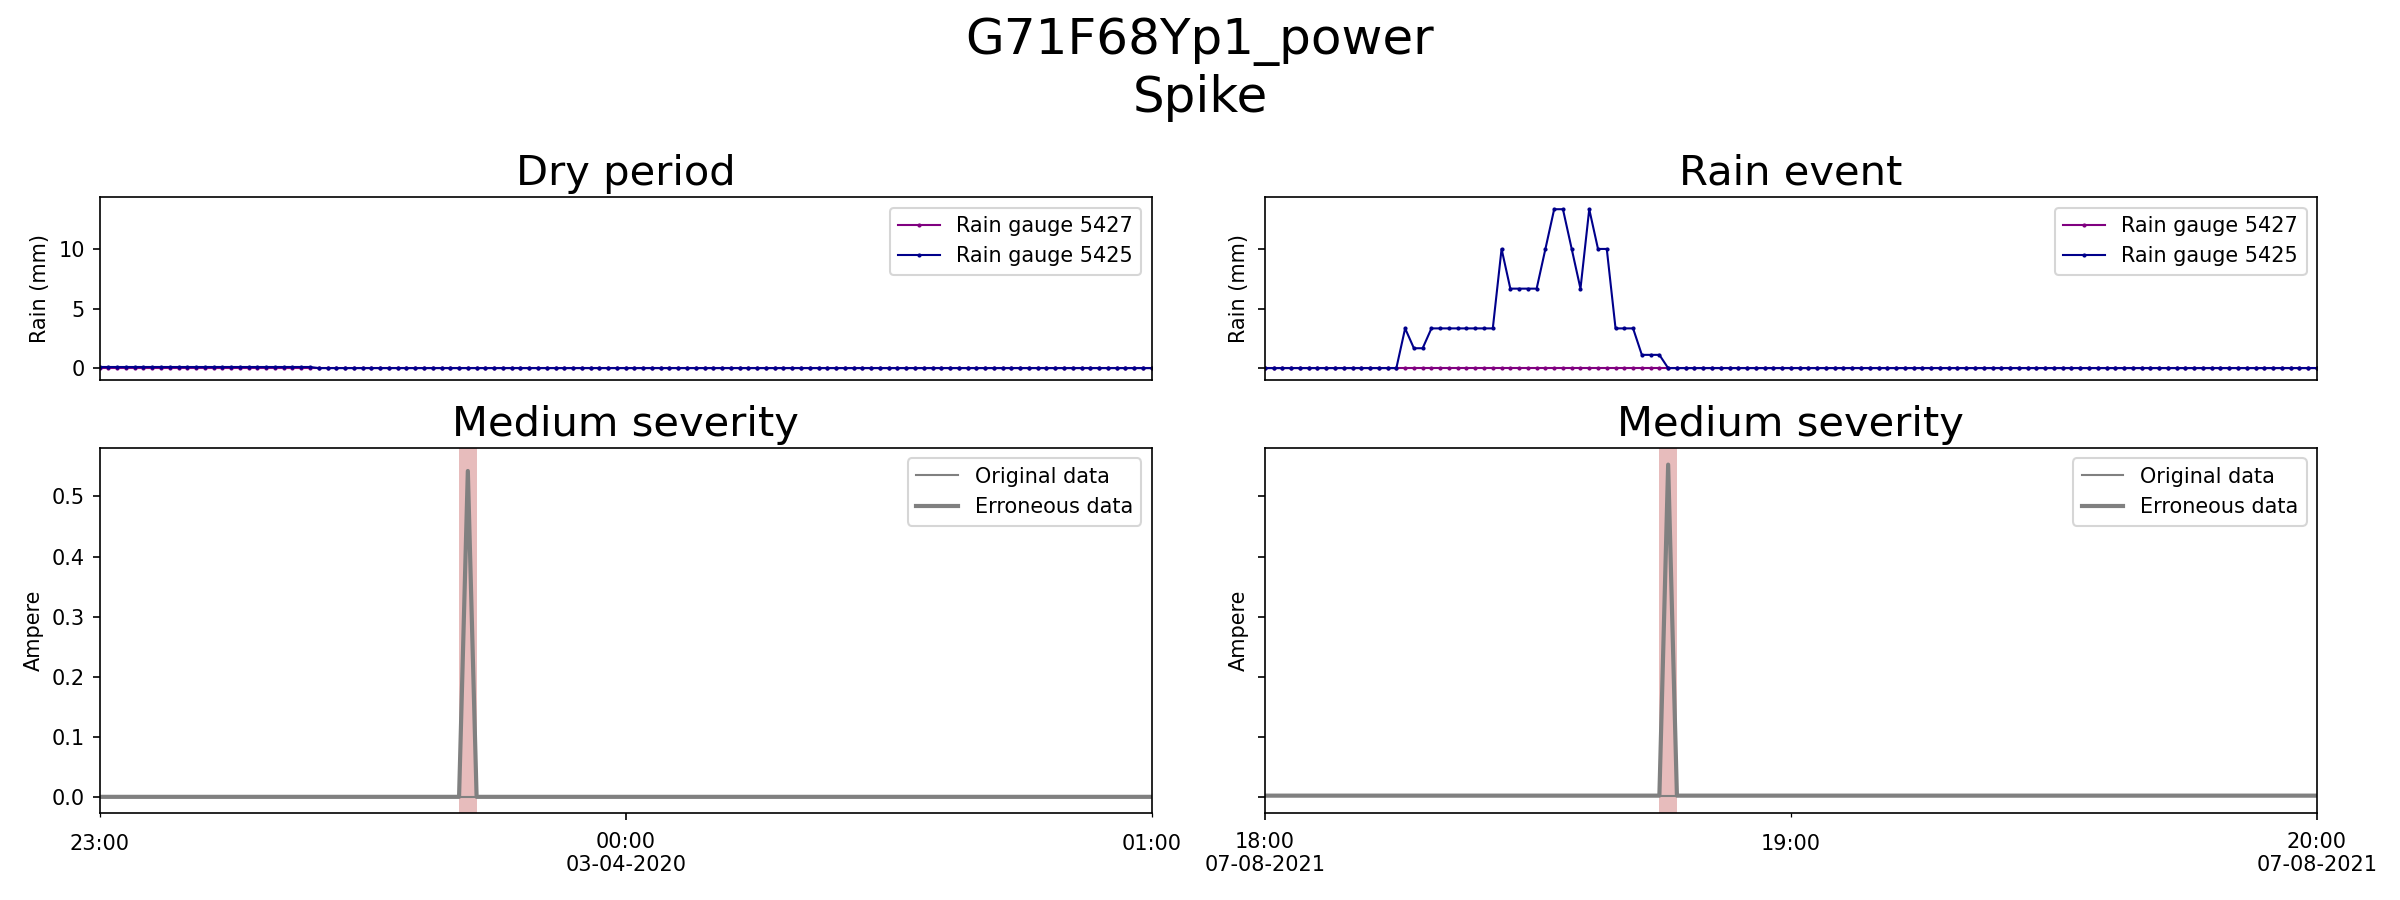 G71F68Yp1_power
Spike
Dry period
Rain event
Rain (mm)
10
5
0
Rain gauge 5427
Rain gauge 5425
Rain (mm)
Rain gauge 5427
Rain gauge 5425
Medium severity
Medium severity
Ampere
0.5
0.4
0.3
0.2
0.1
0.0
Original data
Erroneous data
Ampere
Original data
Erroneous data
23:00
00:00
03-04-2020
01:00
18:00
07-08-2021
19:00
20:00
07-08-2021